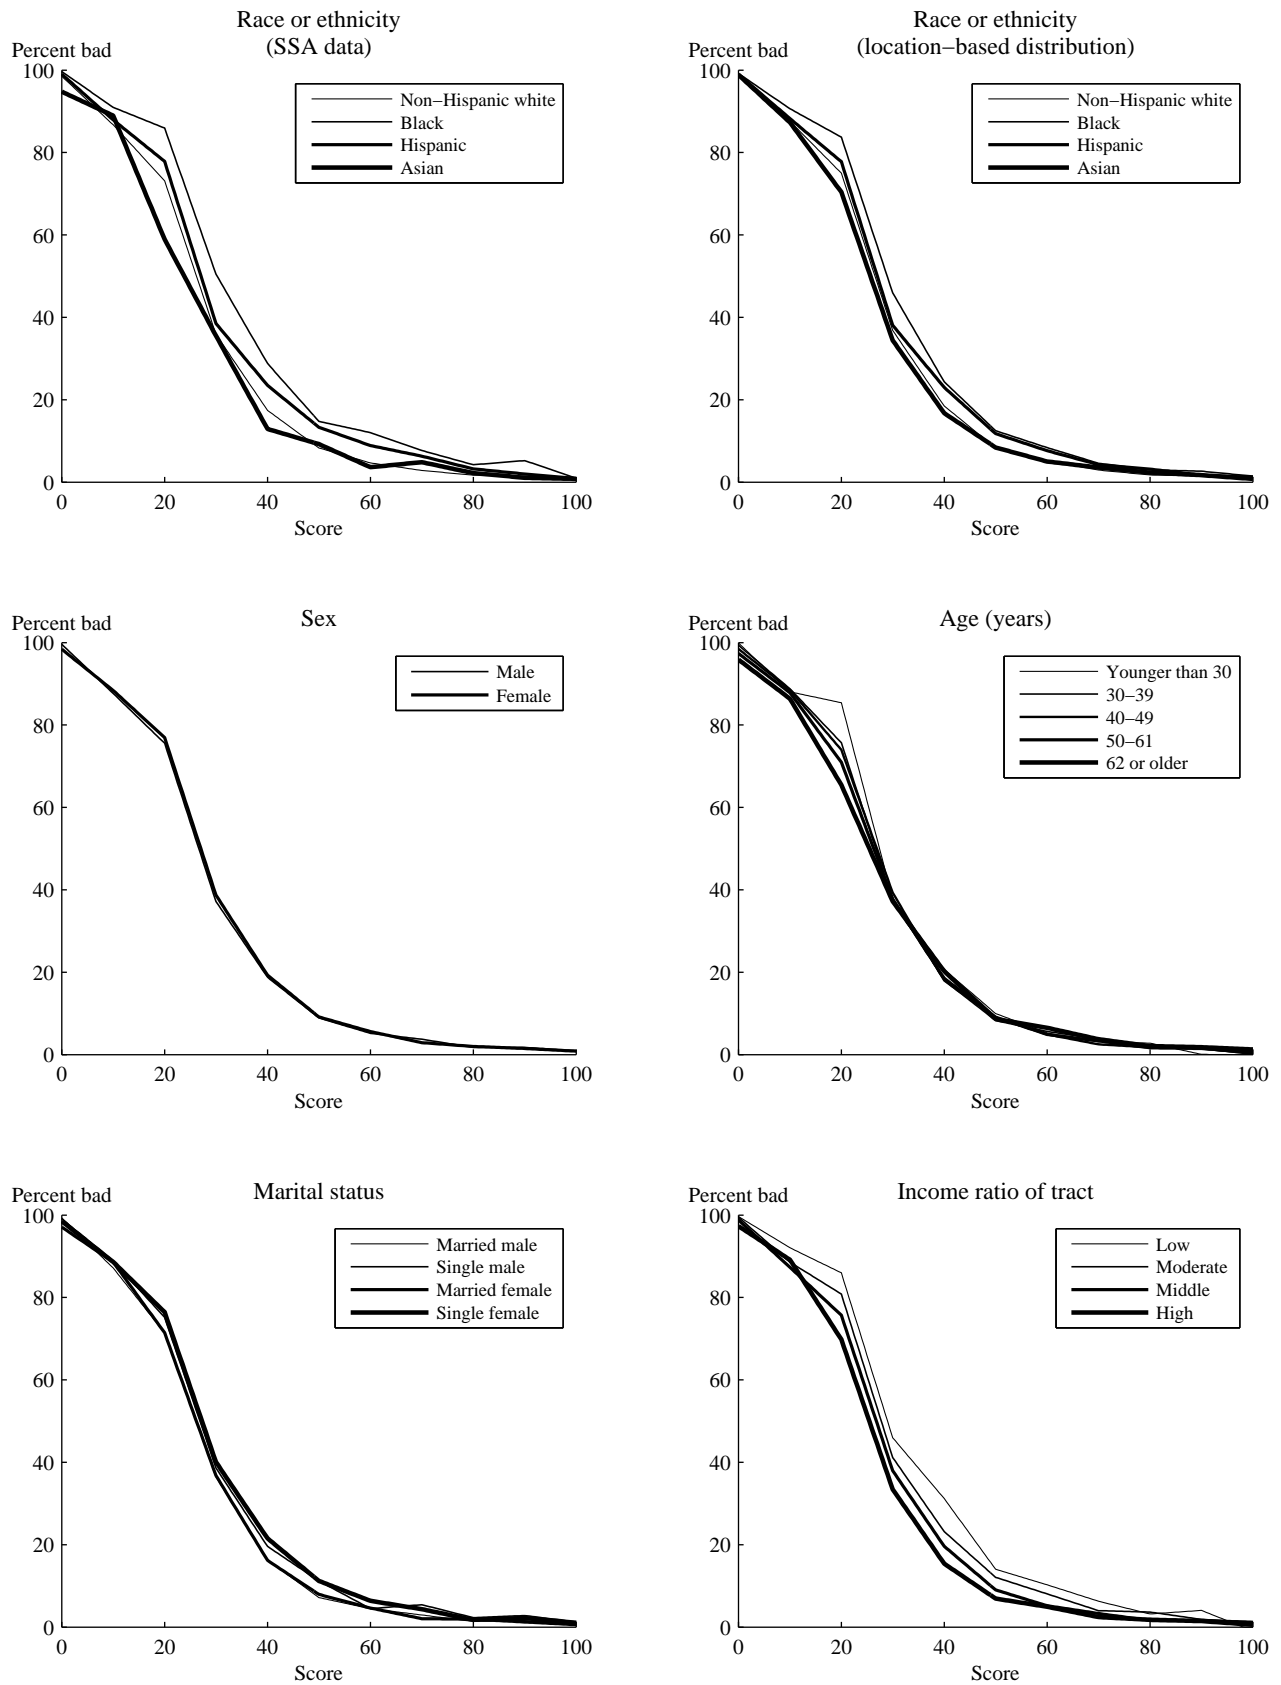 Race or ethnicity
(SSA data)
Percent bad
100
80
60
40
20
0
0 20 40 60 80 100
Score
Non−Hispanic white
Black
Hispanic
Asian
Race or ethnicity
(location−based distribution)
Percent bad
100
80
60
40
20
0
0 20 40 60 80 100
Score
Non−Hispanic white
Black
Hispanic
Asian
Sex
Percent bad
100
80
60
40
20
0
0 20 40 60 80 100
Score
Male
Female
Age (years)
Percent bad
100
80
60
40
20
0
0 20 40 60 80 100
Score
Younger than 30
30−39
40−49
50−61
62 or older
Marital status
Percent bad
100
80
60
40
20
0
0 20 40 60 80 100
Score
Married male
Single male
Married female
Single female
Income ratio of tract
Percent bad
100
80
60
40
20
0
0 20 40 60 80 100
Score
Low
Moderate
Middle
High